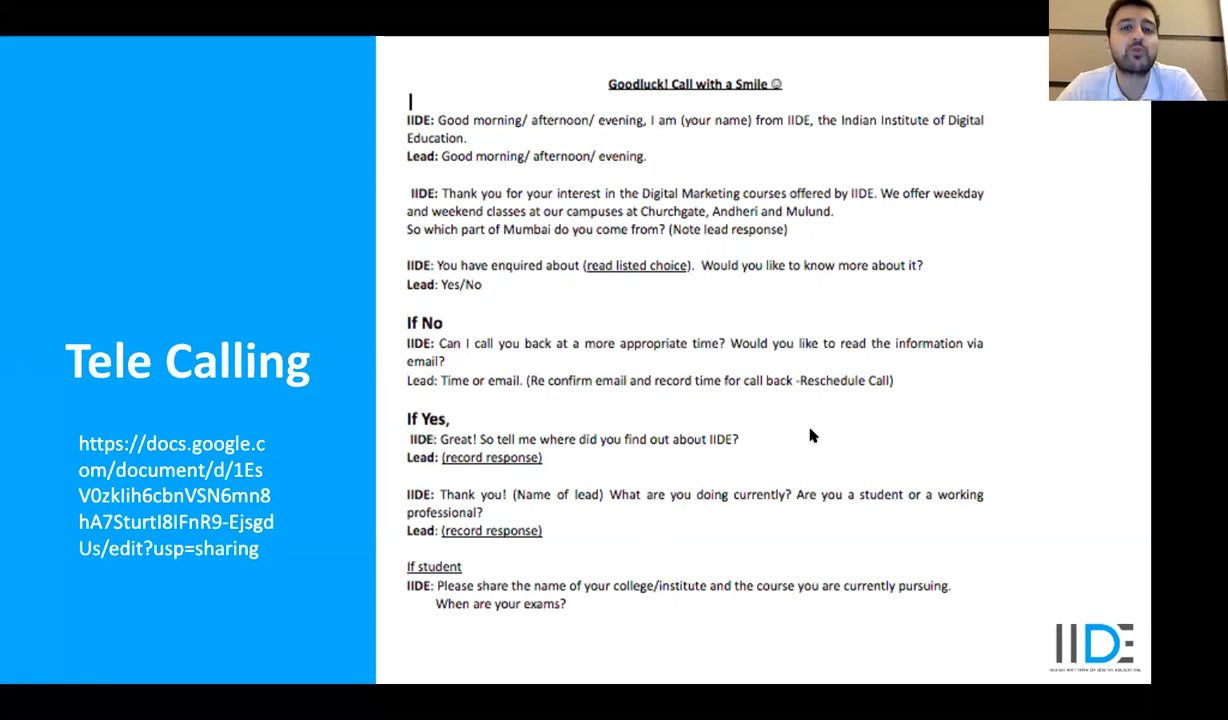 Tele Calling
https://docs.google.c
om/document/d/1Es
V0zkIih6cbnVSN6mn8
hA7SturtI8IFnR9-Ejsgd
Us/edit?usp=sharing
Goodluck! Call with a Smile ☺
IIDE: Good morning/ afternoon/ evening, I am (your name) from IIDE, the Indian Institute of Digital
Education.
Lead: Good morning/ afternoon/ evening.
IIDE: Thank you for your interest in the Digital Marketing courses offered by IIDE. We offer weekday
and weekend classes at our campuses at Churchgate, Andheri and Mulund.
So which part of Mumbai do you come from? (Note lead response)
IIDE: You have enquired about (read listed choice). Would you like to know more about it?
Lead: Yes/No
If No
IIDE: Can I call you back at a more appropriate time? Would you like to read the information via
email?
Lead: Time or email. (Re confirm email and record time for call back -Reschedule Call)
If Yes,
IIDE: Great! So tell me where did you find out about IIDE?
Lead: (record response)
IIDE: Thank you! (Name of lead) What are you doing currently? Are you a student or a working
professional?
Lead: (record response)
If student
IIDE: Please share the name of your college/institute and the course you are currently pursuing.
When are your exams?
IIDE
INDIAN INSTITUTE OF DIGITAL EDUCATION